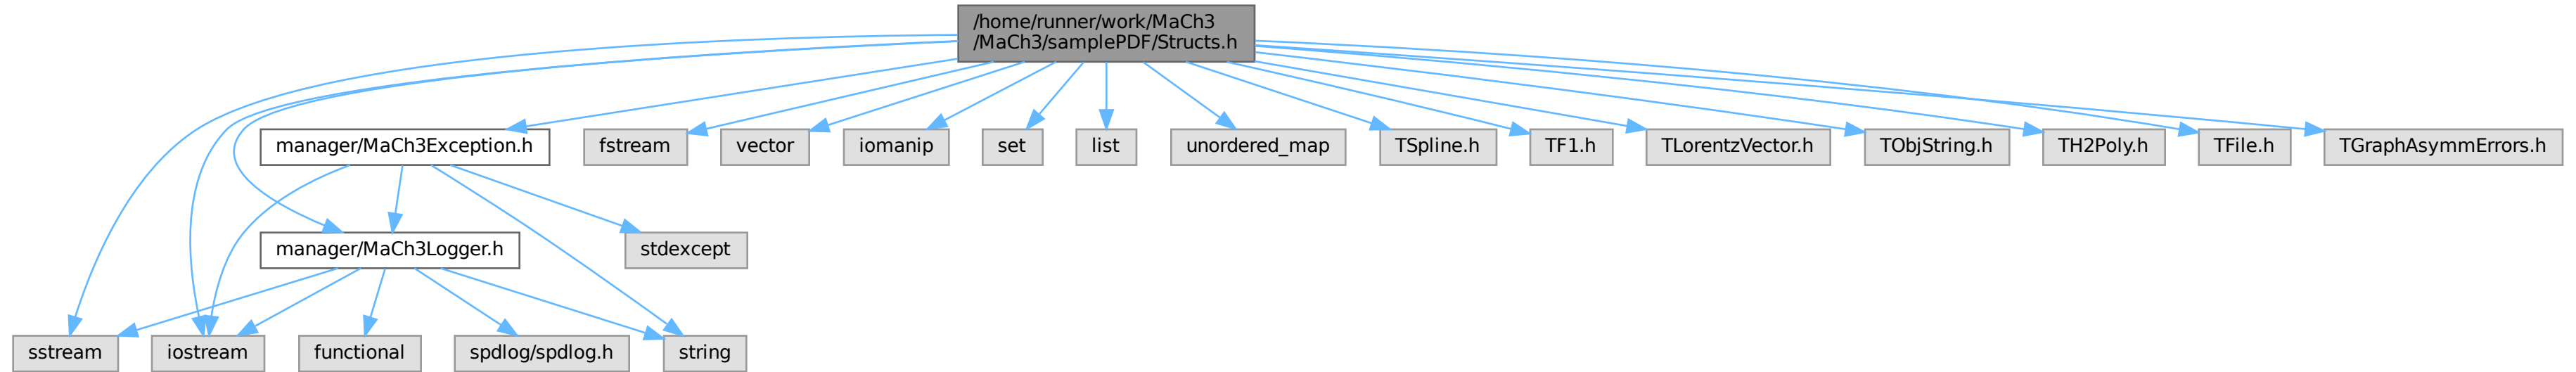 /home/runner/work/MaCh3
/MaCh3/samplePDF/Structs.h
manager/MaCh3Exception.h
fstream
vector
iomanip
set
list
unordered_map
TSpline.h
TF1.h
TLorentzVector.h
TObjString.h
TH2Poly.h
TFile.h
TGraphAsymmErrors.h
manager/MaCh3Logger.h
stdexcept
sstream
iostream
functional
spdlog/spdlog.h
string